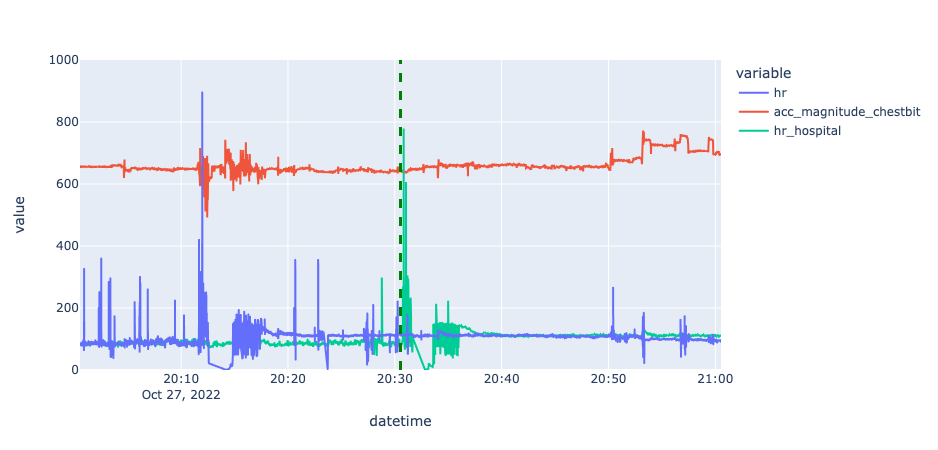 variable
hr
acc_magnitude_chestbit
hr_hospital
1000
800
600
400
200
0
value
20:10
20:20
20:30
20:40
20:50
21:00
Oct 27, 2022
datetime